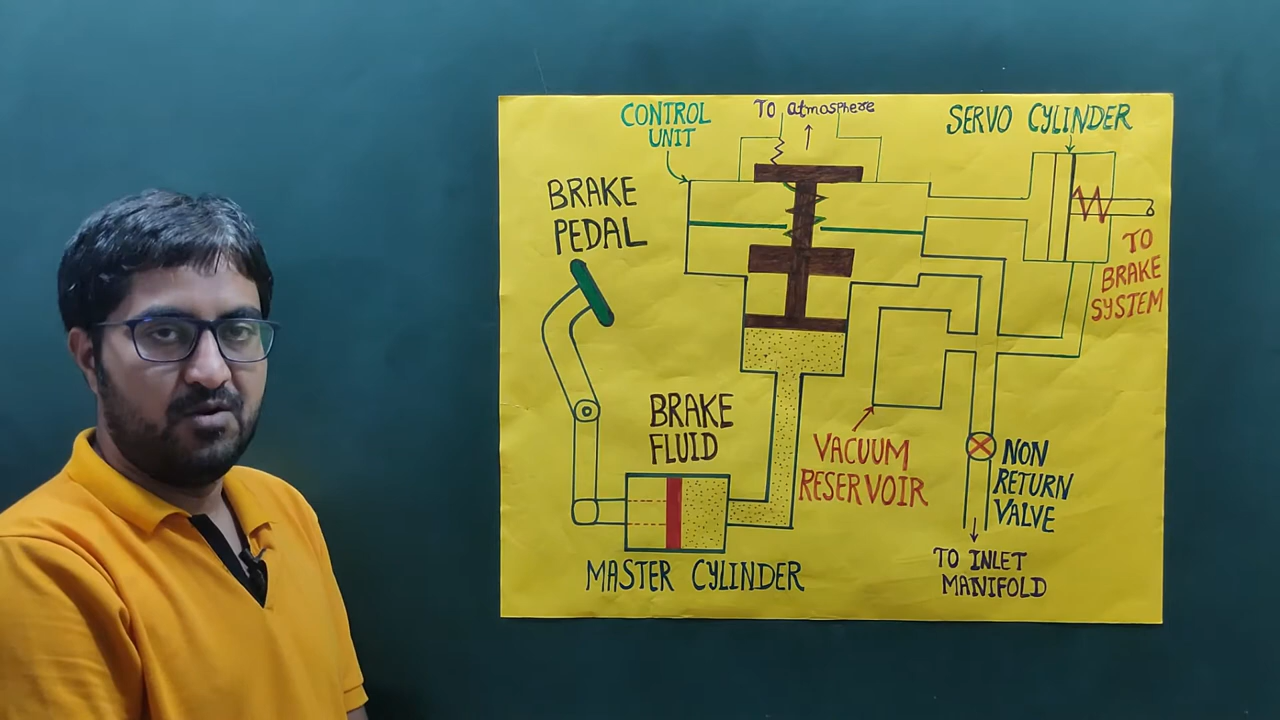 CONTROL
UNIT
TO atmosphere
SERVO CYLINDER
BRAKE
PEDAL
TO
BRAKE
SYSTEM
BRAKE
FLUID
VACUUM
RESERVOIR
NON
RETURN
VALVE
MASTER CYLINDER
TO INLET
MANIFOLD